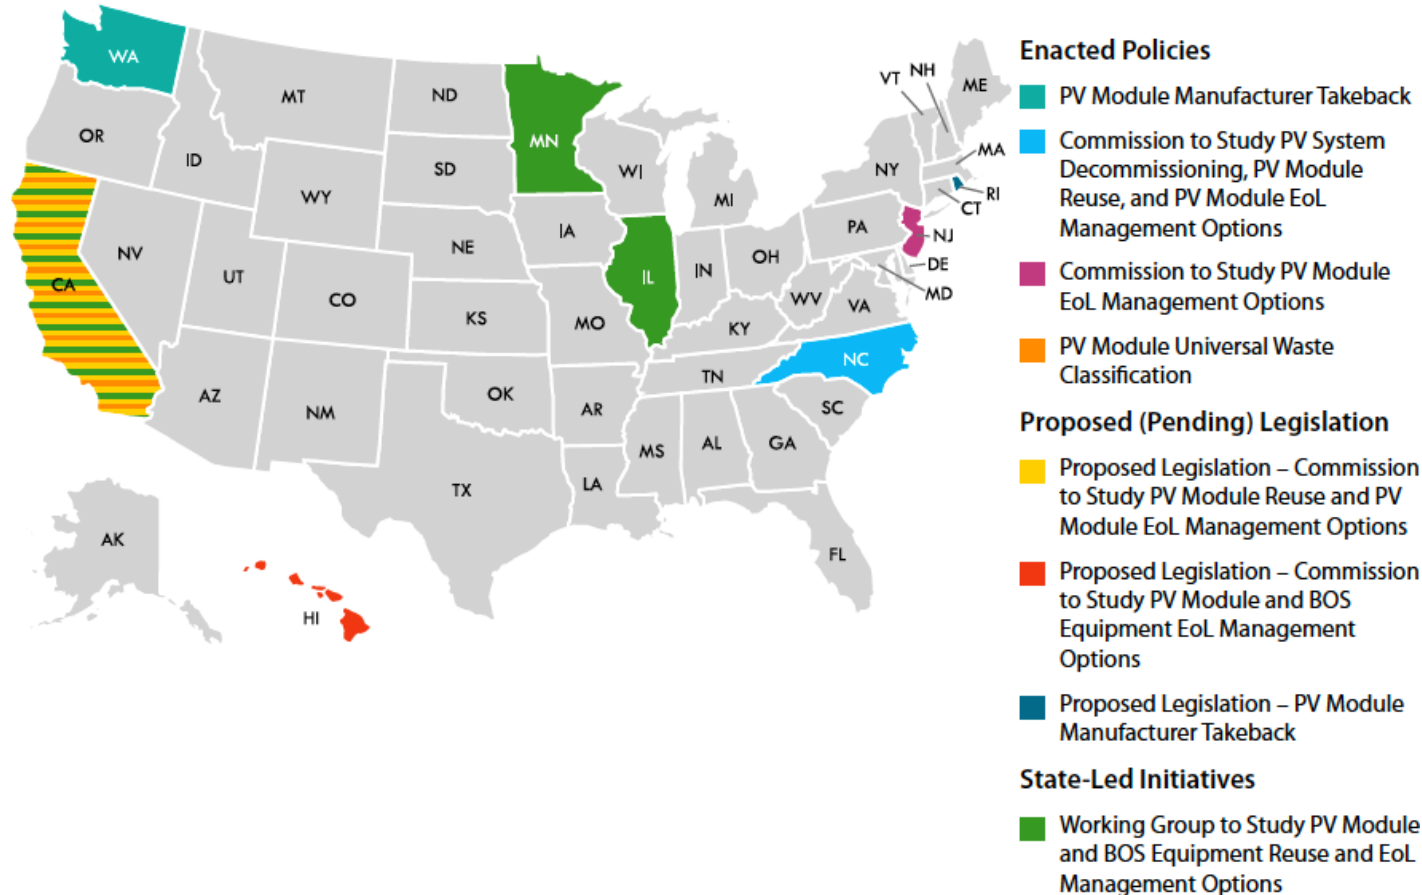 WA
MT
ND
MN
OR
ID
SD
WI
WY
MI
NY
VT
NH
ME
MA
RI
CT
NV
UT
NE
IA
PA
NJ
CA
CO
IL
IN
OH
DE
MD
KS
MO
WV
VA
KY
NC
AZ
NM
OK
AR
TN
SC
MS
AL
GA
TX
LA
FL
AK
HI
Enacted Policies
PV Module Manufacturer Takeback
Commission to Study PV System
Decommissioning, PV Module
Reuse, and PV Module EoL
Management Options
Commission to Study PV Module
EoL Management Options
PV Module Universal Waste
Classification
Proposed (Pending) Legislation
Proposed Legislation – Commission
to Study PV Module Reuse and PV
Module EoL Management Options
Proposed Legislation – Commission
to Study PV Module and BOS
Equipment EoL Management
Options
Proposed Legislation – PV Module
Manufacturer Takeback
State-Led Initiatives
Working Group to Study PV Module
and BOS Equipment Reuse and EoL
Management Options